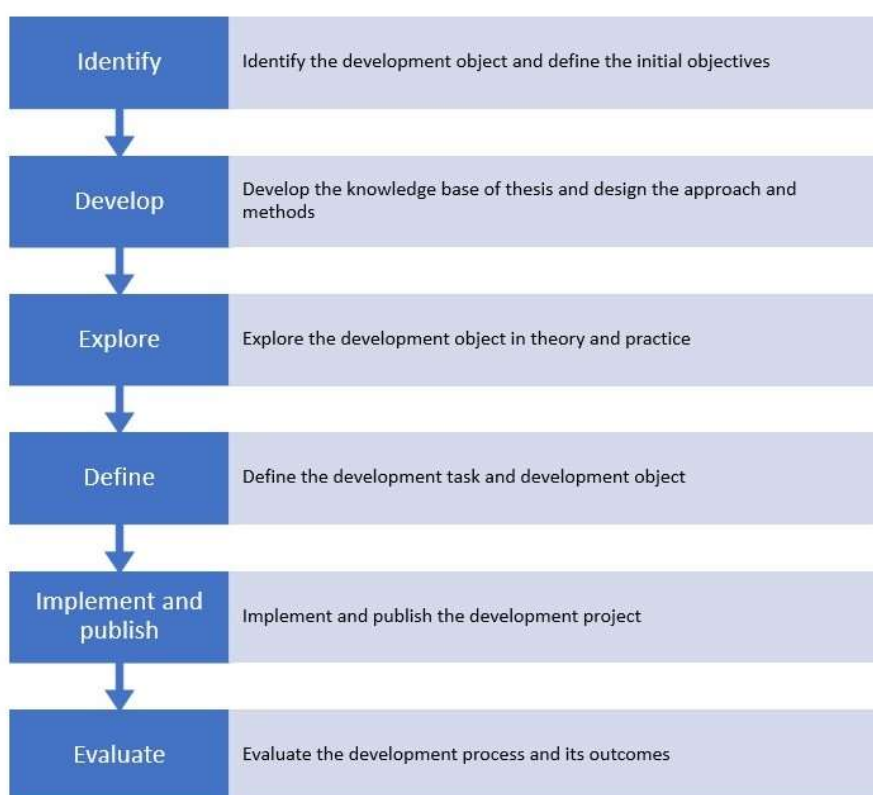 Identify
Identify the development object and define the initial objectives
Develop
Develop the knowledge base of thesis and design the approach and
methods
Explore
Explore the development object in theory and practice
Define
Define the development task and development object
Implement and
publish
Implement and publish the development project
Evaluate
Evaluate the development process and its outcomes